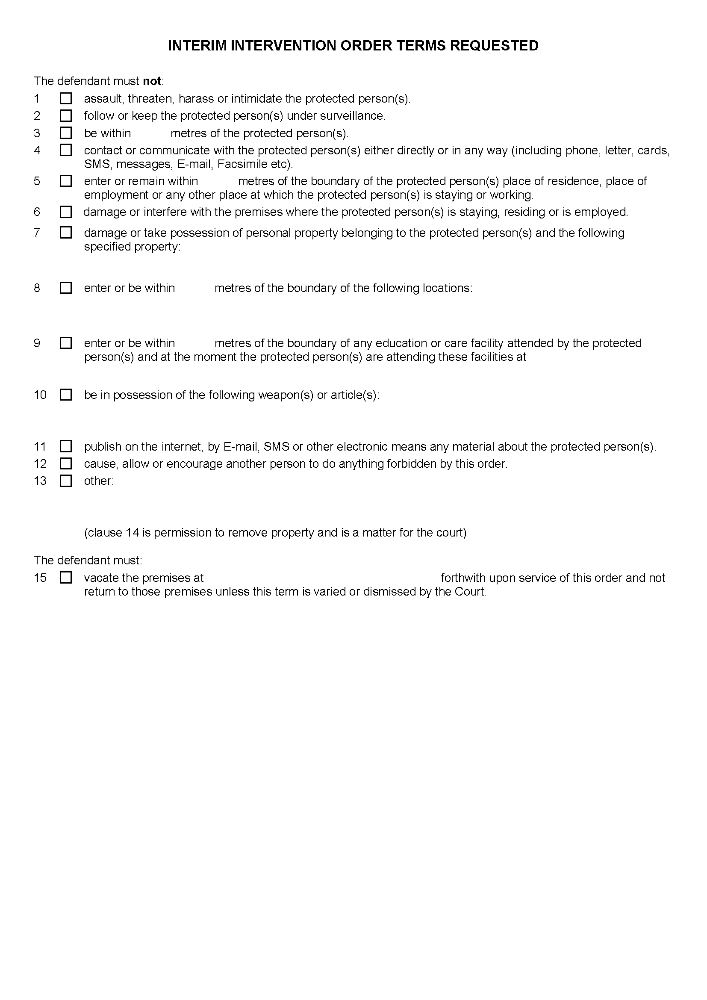 INTERIM INTERVENTION ORDER TERMS REQUESTED
The defendant must not:
1 assault, threaten, harass or intimidate the protected person(s).
2 follow or keep the protected person(s) under surveillance.
3 be within metres of the protected person(s).
4 contact or communicate with the protected person(s) either directly or in any way (including phone, letter, cards,
SMS, messages, E-mail, Facsimile etc).
5 enter or remain within metres of the boundary of the protected person(s) place of residence, place of
employment or any other place at which the protected person(s) is staying or working.
6 damage or interfere with the premises where the protected person(s) is staying, residing or is employed.
7 damage or take possession of personal property belonging to the protected person(s) and the following
specified property:
8 enter or be within metres of the boundary of the following locations:
9 enter or be within metres of the boundary of any education or care facility attended by the protected
person(s) and at the moment the protected person(s) are attending these facilities at
10 be in possession of the following weapon(s) or article(s):
11 publish on the internet, by E-mail, SMS or other electronic means any material about the protected person(s).
12 cause, allow or encourage another person to do anything forbidden by this order.
13 other:
(clause 14 is permission to remove property and is a matter for the court)
The defendant must:
15 vacate the premises at forthwith upon service of this order and not
return to those premises unless this term is varied or dismissed by the Court.